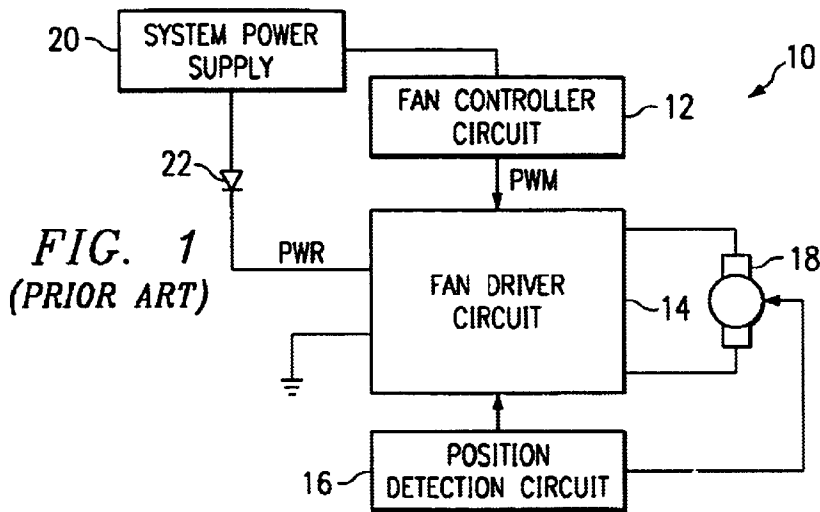 20
SYSTEM POWER
SUPPLY
10
FAN CONTROLLER
CIRCUIT
12
22
PWM
FIG. 1
(PRIOR ART)
PWR
FAN DRIVER
CIRCUIT
14
18
16
POSITION
DETECTION CIRCUIT